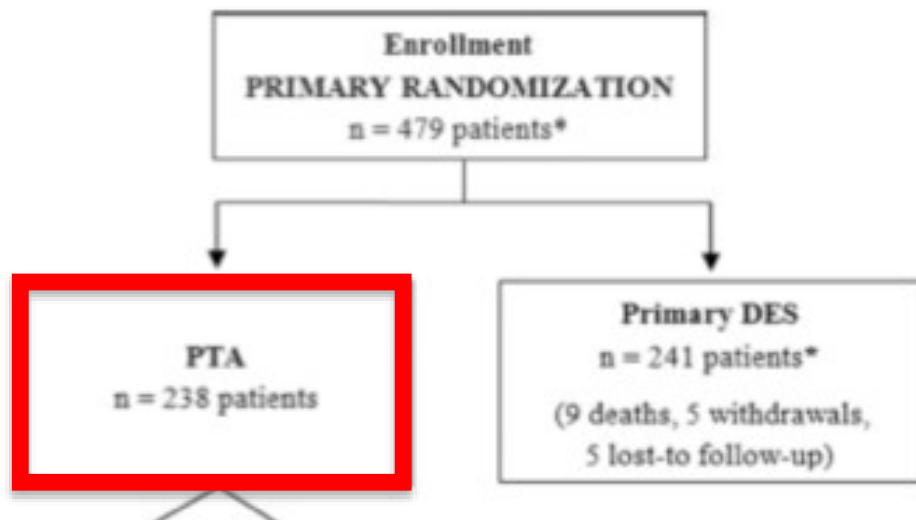 Enrollment
PRIMARY RANDOMIZATION
n = 479 patients*
PTA
n = 238 patients
Primary DES
n = 241 patients*
(9 deaths, 5 withdrawals,
5 lost-to follow-up)